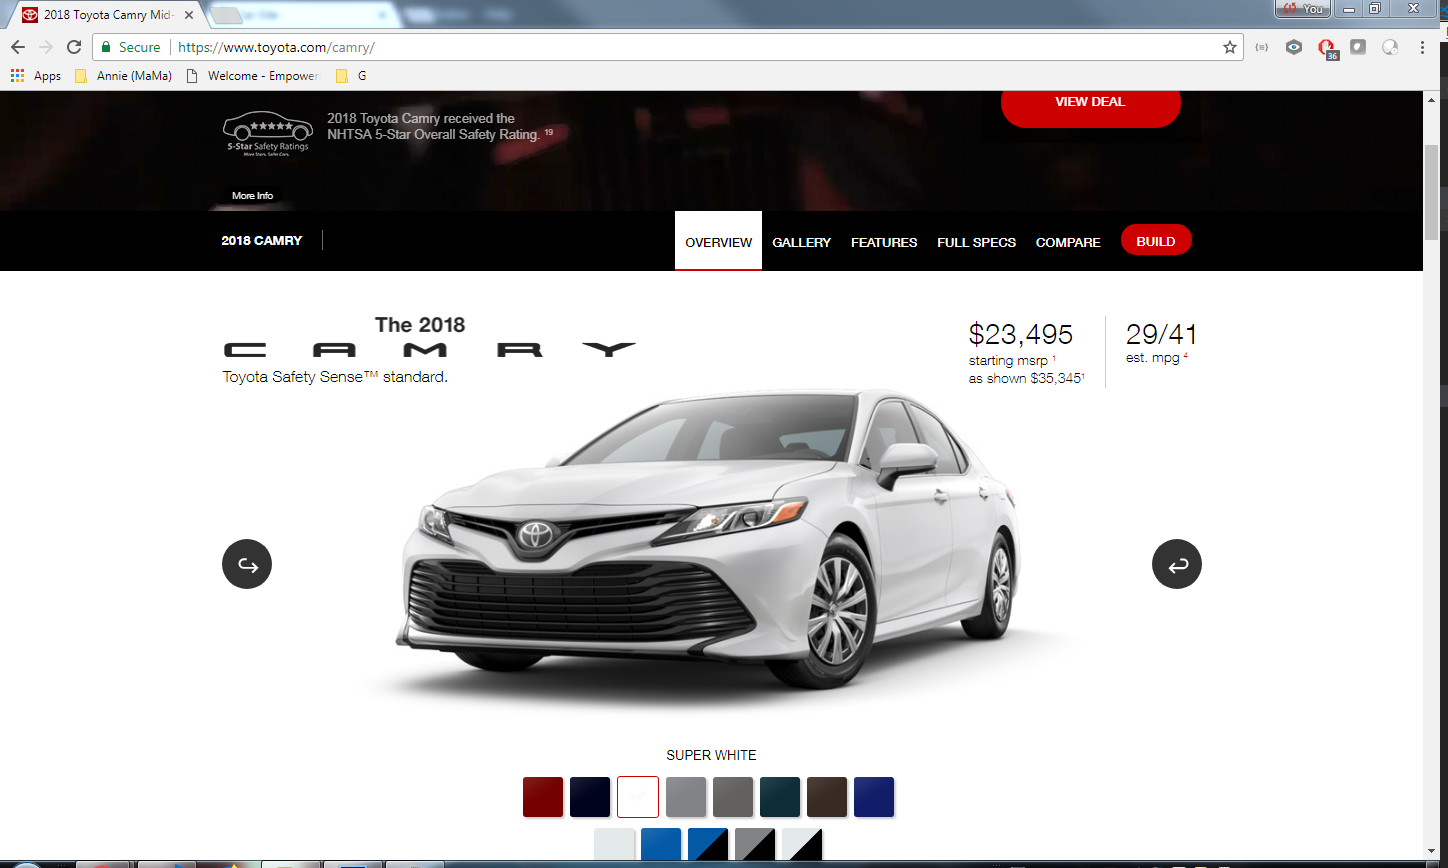 2018 Toyota Camry Mid-
You
Secure
https://www.toyota.com/camry/
36
Apps
Annie (MaMa)
Welcome - Empower
G
2018 Toyota Camry received the
NHTSA 5-Star Overall Safety Rating. 19
5-Star Safety Ratings
More Stars. Safer Cars.
VIEW DEAL
More Info
2018 CAMRY
OVERVIEW
GALLERY
FEATURES
FULL SPECS
COMPARE
BUILD
The 2018
CAMRY
Toyota Safety Sense™ standard.
$23,495
starting msrp 1
as shown $35,3451
29/41
est. mpg 4
SUPER WHITE